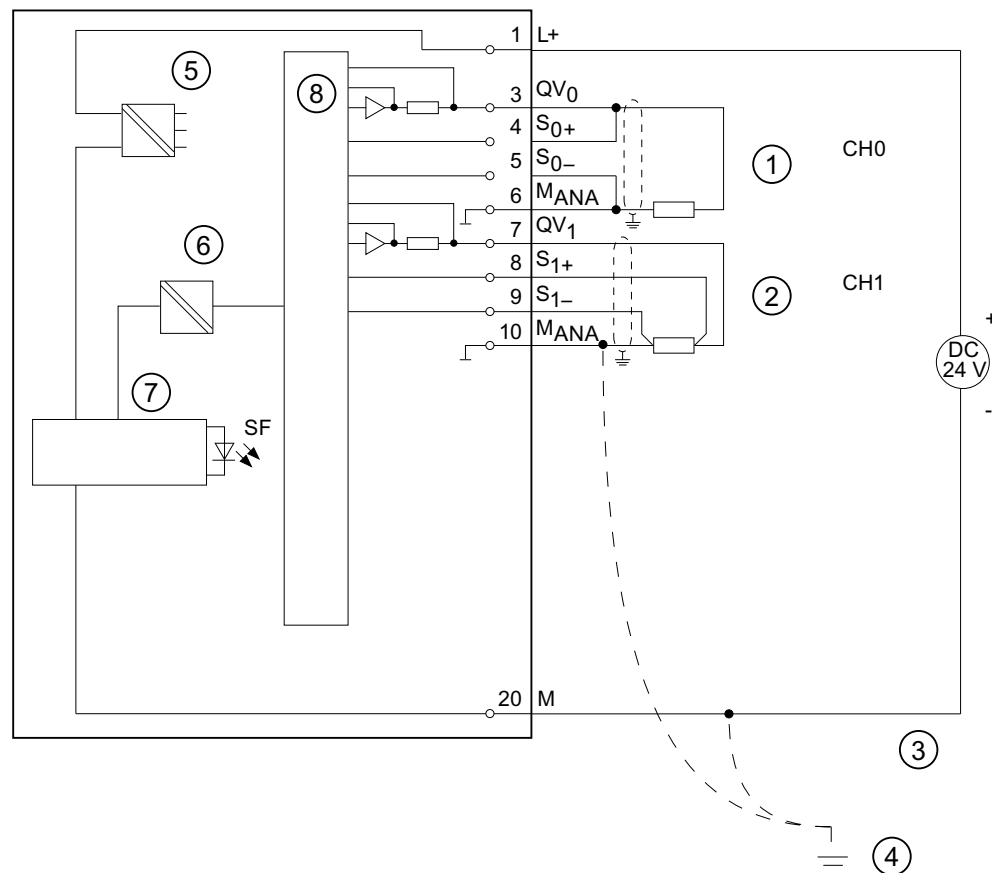 1 L+
5
8
3 QV0
4 S0+
1 CH0
5 S0–
6 MANA
7 QV1
6
8 S1+
2 CH1
9 S1–
10 MANA
+
DC
24 V
-
7
SF
20 M
3
4